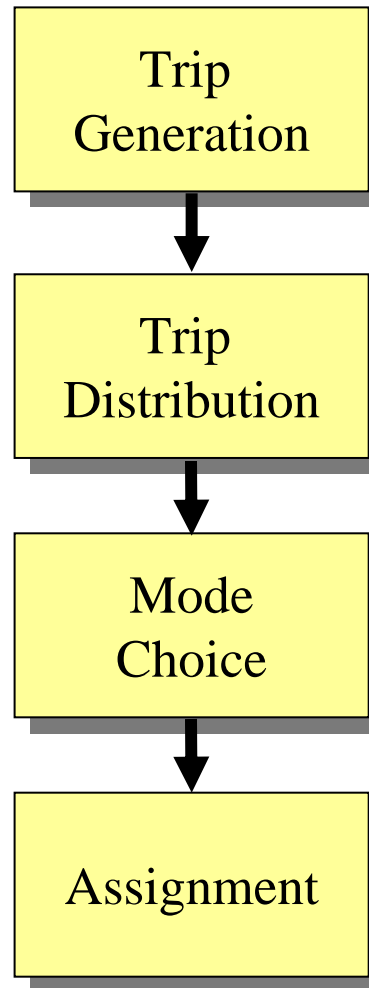 Trip
Generation
Trip
Distribution
Mode
Choice
Assignment